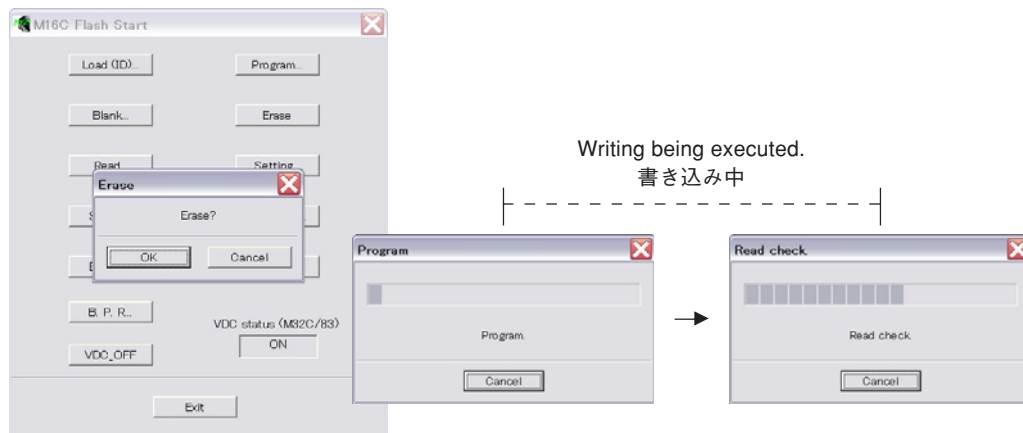 M16C Flash Start
Load (ID)...
Program...
Blank...
Erase
Read
Setting
Erase
Erase?
OK
Cancel
B. P. R...
VDC status (M32C/83)
ON
VDC_OFF
Exit
Writing being executed.
書き込み中
Program
Program.
Cancel
Read check.
Read check.
Cancel